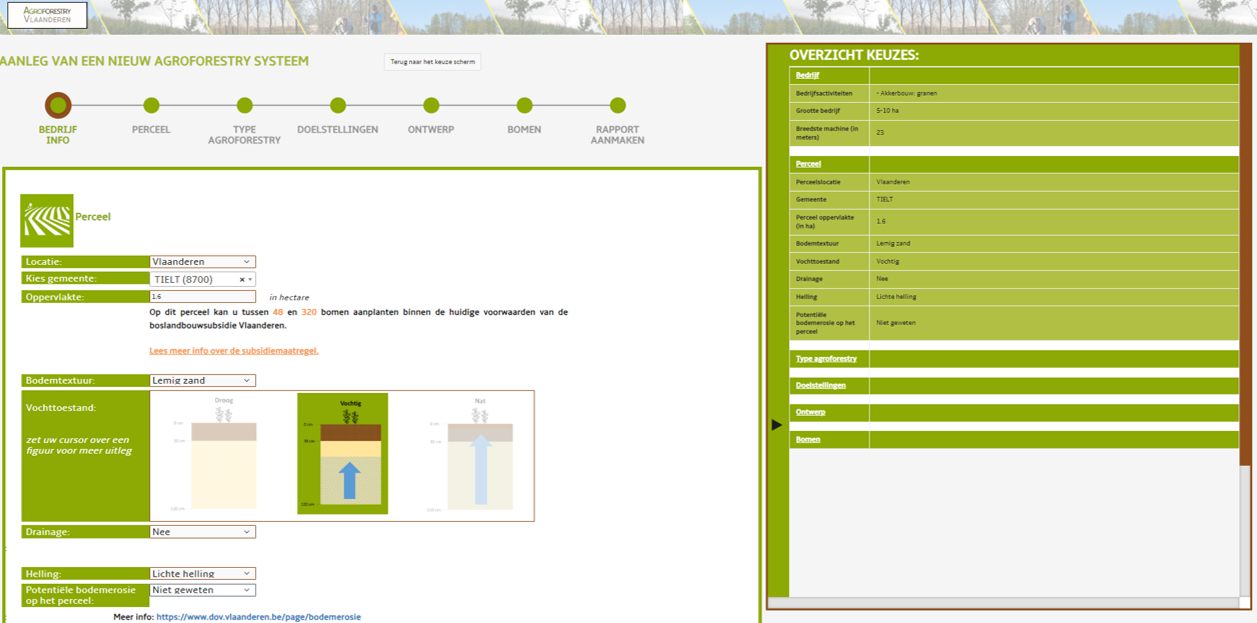 AGROFORESTRY
VLAANDEREN
AANLEG VAN EEN NIEUW AGROFORESTRY SYSTEEM
Terug naar het keuze scherm
BEDRIJF
INFO
PERCEEL
TYPE
AGROFORESTRY
DOELSTELLINGEN
ONTWERP
BOMEN
RAPPORT
AANMAKEN
Perceel
Locatie: Vlaanderen
Kies gemeente: TIELT (8700)
Oppervlakte: 1.6 in hectare
Op dit perceel kan u tussen 48 en 320 bomen aanplanten binnen de huidige voorwaarden van de
boslandbouwsubsidie Vlaanderen.
Lees meer info over de subsidiemaatregel.
Bodemtextuur: Lemig zand
Vochttoestand:
zet uw cursor over een
figuur voor meer uitleg
Droog
0 cm
30 cm
120 cm
Vochtig
0 cm
30 cm
120 cm
Nat
0 cm
30 cm
120 cm
Drainage: Nee
Helling: Lichte helling
Potentiële bodemerosie
op het perceel: Niet geweten
Meer info: https://www.dov.vlaanderen.be/page/bodemerosie
OVERZICHT KEUZES:
Bedrijf
Bedrijfsactiviteiten - Akkerbouw: granen
Grootte bedrijf 5-10 ha
Breedste machine (in
meters) 23
Perceel
Perceelslocatie Vlaanderen
Gemeente TIELT
Perceel oppervlakte
(in ha) 1.6
Bodemtextuur Lemig zand
Vochttoestand Vochtig
Drainage Nee
Helling Lichte helling
Potentiële
bodemerosie op het
perceel Niet geweten
Type agroforestry
Doelstellingen
Ontwerp
Bomen